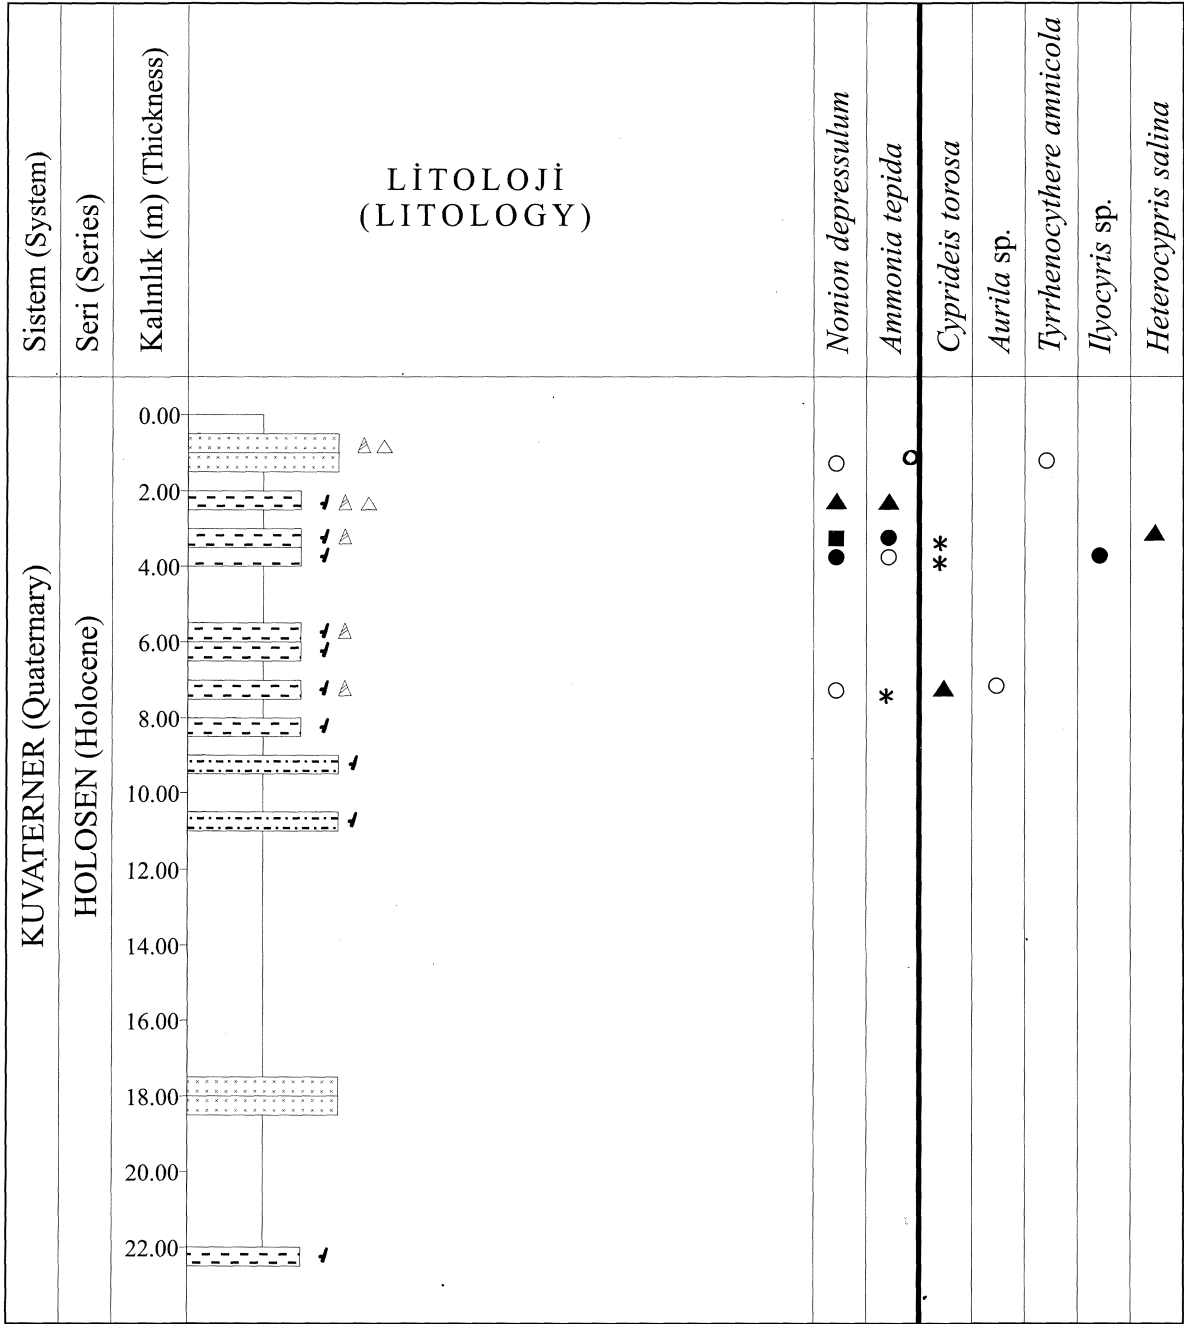 Sistem (System)
Seri (Series)
Kalınlık (m) (Thickness)
LİTOLOJİ
(LITOLOGY)
Nonion depressulum
Ammonia tepida
Cyprideis torosa
Aurila sp.
Tyrrhenocythere amnicola
Ilyocyris sp.
Heterocypris salina
KUVATERNER (Quaternary)
HOLOSEN (Holocene)
0.00
2.00
4.00
6.00
8.00
10.00
12.00
14.00
16.00
18.00
20.00
22.00